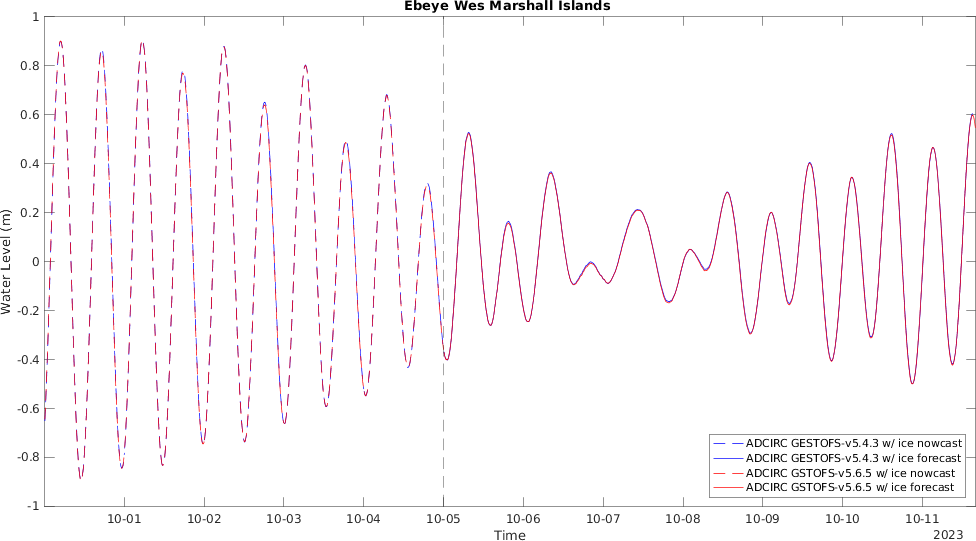 Ebeye Wes Marshall Islands
1
0.8
0.6
0.4
0.2
0
-0.2
-0.4
-0.6
-0.8
-1
Water Level (m)
10-01 10-02 10-03 10-04 10-05 10-06 10-07 10-08 10-09 10-10 10-11
Time
2023
ADCIRC GESTOFS-v5.4.3 w/ ice nowcast
ADCIRC GESTOFS-v5.4.3 w/ ice forecast
ADCIRC GSTOFS-v5.6.5 w/ ice nowcast
ADCIRC GSTOFS-v5.6.5 w/ ice forecast